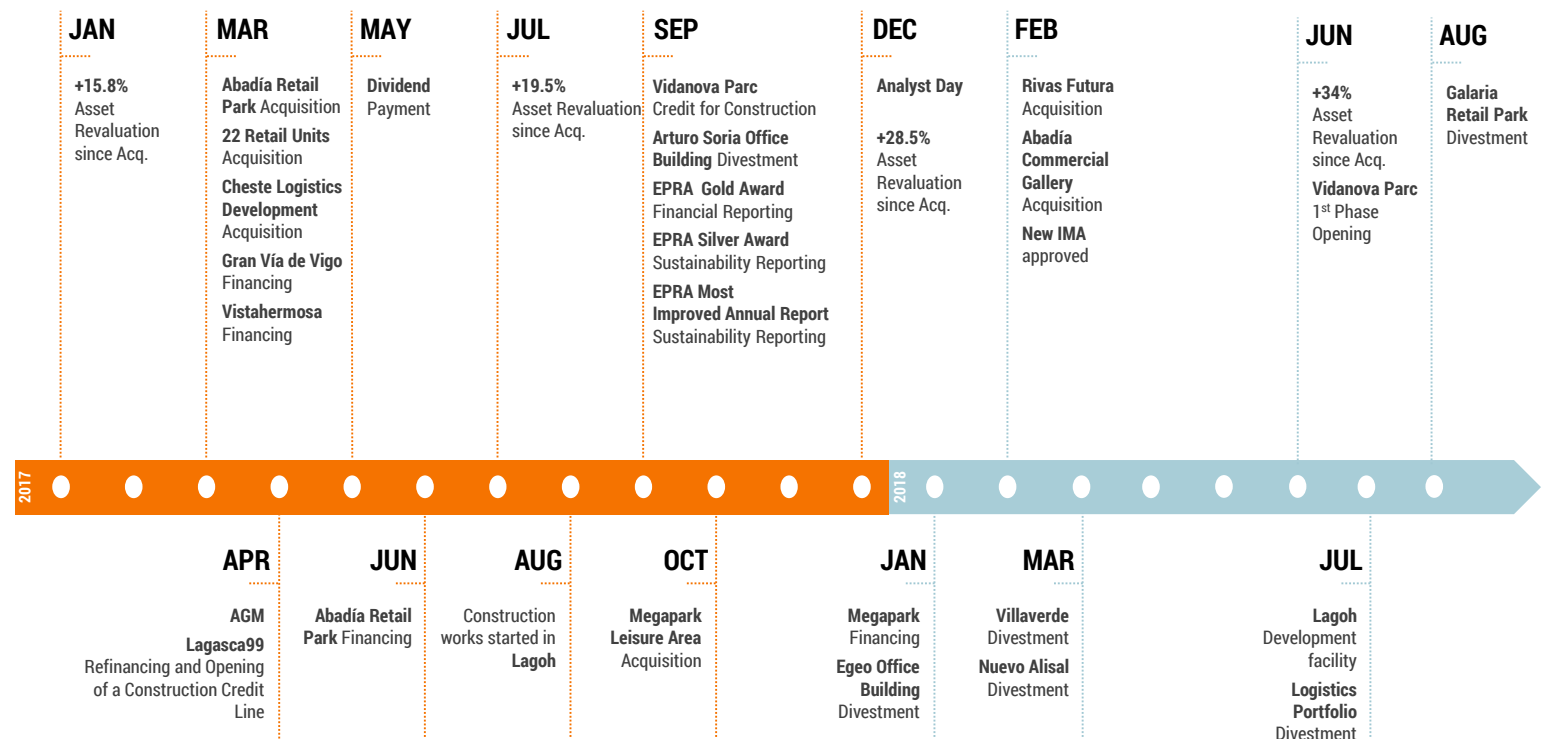 JAN
+15.8%
Asset
Revaluation
since Acq.
MAR
Abadía Retail
Park Acquisition
22 Retail Units
Acquisition
Cheste Logistics
Development
Acquisition
Gran Vía de Vigo
Financing
Vistahermosa
Financing
MAY
Dividend
Payment
JUL
+19.5%
Asset Revaluation
since Acq.
SEP
Vidanova Parc
Credit for Construction
Arturo Soria Office
Building Divestment
EPRA Gold Award
Financial Reporting
EPRA Silver Award
Sustainability Reporting
EPRA Most
Improved Annual Report
Sustainability Reporting
DEC
Analyst Day
+28.5%
Asset
Revaluation
since Acq.
FEB
Rivas Futura
Acquisition
Abadía
Commercial
Gallery
Acquisition
New IMA
approved
JUN
+34%
Asset
Revaluation
since Acq.
Vidanova Parc
1st Phase
Opening
AUG
Galaria
Retail Park
Divestment
2017
2018
APR
AGM
Lagasca99
Refinancing and Opening
of a Construction Credit
Line
JUN
Abadía Retail
Park Financing
AUG
Construction
works started in
Lagoh
OCT
Megapark
Leisure Area
Acquisition
JAN
Megapark
Financing
Egeo Office
Building
Divestment
MAR
Villaverde
Divestment
Nuevo Alisal
Divestment
JUL
Lagoh
Development
facility
Logistics
Portfolio
Divestment